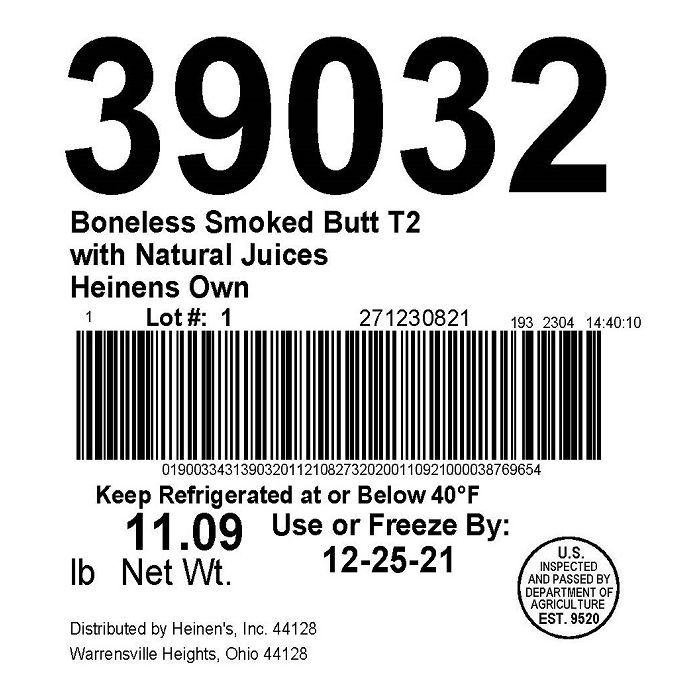 39032
Boneless Smoked Butt T2
with Natural Juices
Heinens Own
1 Lot #: 1 271230821 193 2304 14:40:10
019003343139032011210827320200110921000038769654
Keep Refrigerated at or Below 40°F
11.09 Use or Freeze By:
lb Net Wt. 12-25-21
U.S.
INSPECTED
AND PASSED BY
DEPARTMENT OF
AGRICULTURE
EST. 9520
Distributed by Heinen's, Inc. 44128
Warrensville Heights, Ohio 44128